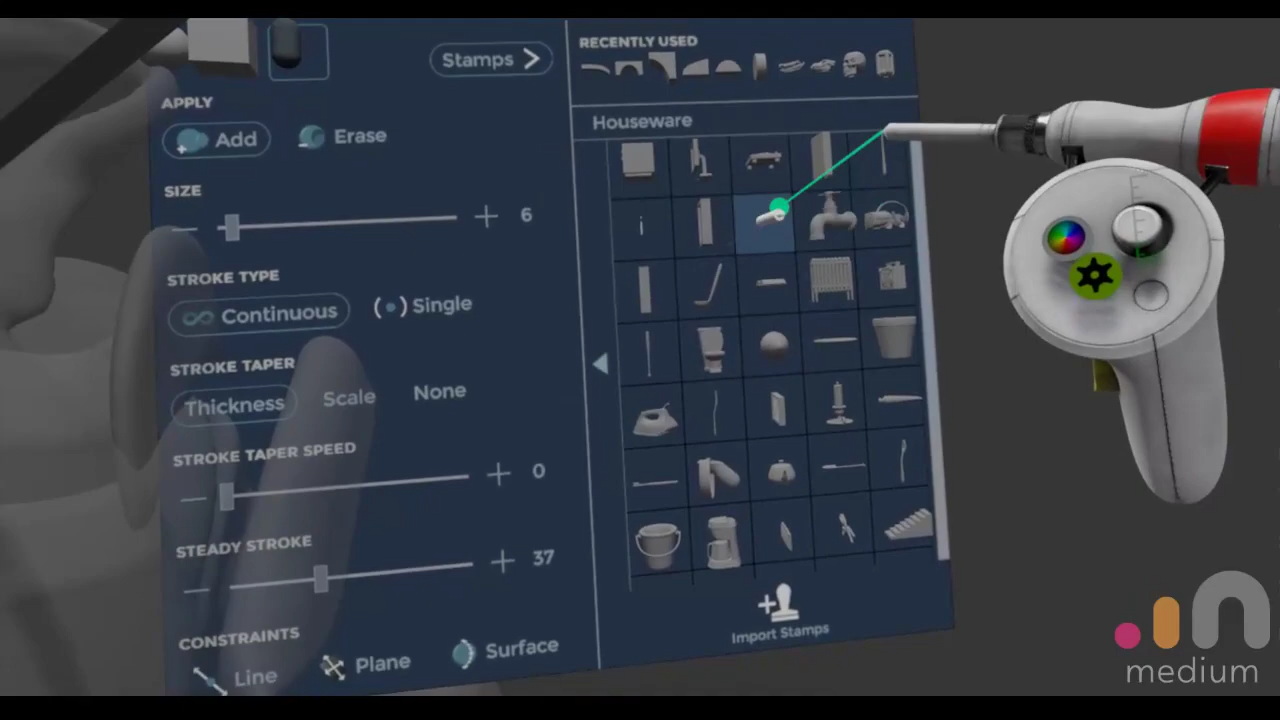 Stamps
APPLY
Add
Erase
SIZE
6
STROKE TYPE
Continuous
Single
STROKE TAPER
Thickness
Scale
None
STROKE TAPER SPEED
0
STEADY STROKE
37
CONSTRAINTS
Line
Plane
Surface
RECENTLY USED
Houseware
Import Stamps
medium